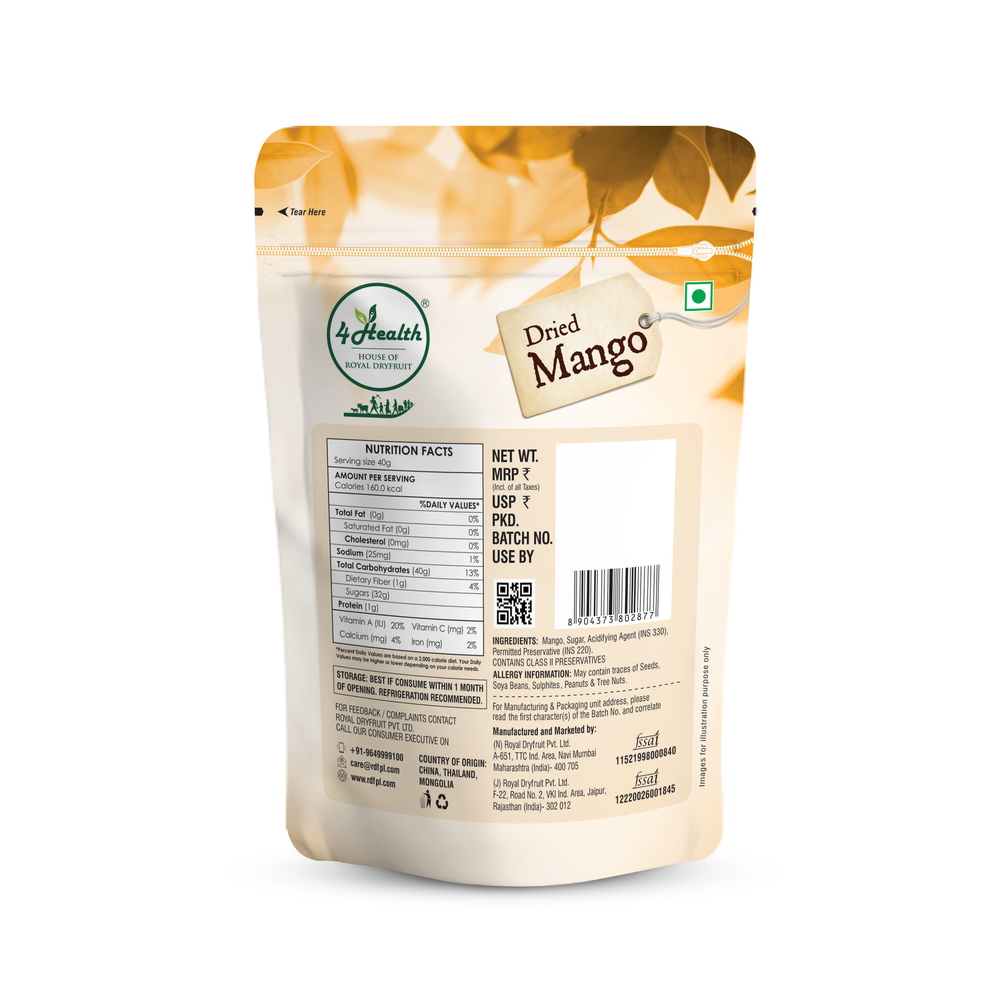 Tear Here
4 Health
®
HOUSE OF
ROYAL DRYFRUIT
Dried
Mango
NUTRITION FACTS
Serving size 40g
AMOUNT PER SERVING
Calories 160.0 kcal
%DAILY VALUES*
Total Fat (0g) 0%
Saturated Fat (0g) 0%
Cholesterol (0mg) 0%
Sodium (25mg) 1%
Total Carbohydrates (40g) 13%
Dietary Fiber (1g) 4%
Sugars (32g)
Protein (1g)
Vitamin A (IU) 20% Vitamin C (mg) 2%
Calcium (mg) 4% Iron (mg) 2%
*Percent Daily Values are based on a 2,000 calorie diet. Your Daily
Values may be higher or lower depending on your calorie needs.
STORAGE: BEST IF CONSUME WITHIN 1 MONTH
OF OPENING. REFRIGERATION RECOMMENDED.
FOR FEEDBACK / COMPLAINTS CONTACT
ROYAL DRYFRUIT PVT. LTD.
CALL OUR CONSUMER EXECUTIVE ON
+91-9649999100
care@rdfpl.com
www.rdfpl.com
COUNTRY OF ORIGIN:
CHINA, THAILAND,
MONGOLIA
NET WT.
MRP ₹
(Incl. of all Taxes)
USP ₹
PKD.
BATCH NO.
USE BY
8 904373 802877
INGREDIENTS: Mango, Sugar, Acidifying Agent (INS 330),
Permitted Preservative (INS 220).
CONTAINS CLASS II PRESERVATIVES
ALLERGY INFORMATION: May contain traces of Seeds,
Soya Beans, Sulphites, Peanuts & Tree Nuts.
For Manufacturing & Packaging unit address, please
read the first character(s) of the Batch No. and correlate
Manufactured and Marketed by:
(N) Royal Dryfruit Pvt. Ltd.
A-651, TTC Ind. Area, Navi Mumbai
Maharashtra (India)- 400 705
fssai
11521998000840
(J) Royal Dryfruit Pvt. Ltd.
F-22, Road No. 2, VKI Ind. Area, Jaipur,
Rajasthan (India)- 302 012
fssai
12220026001845
Images for illustration purpose only